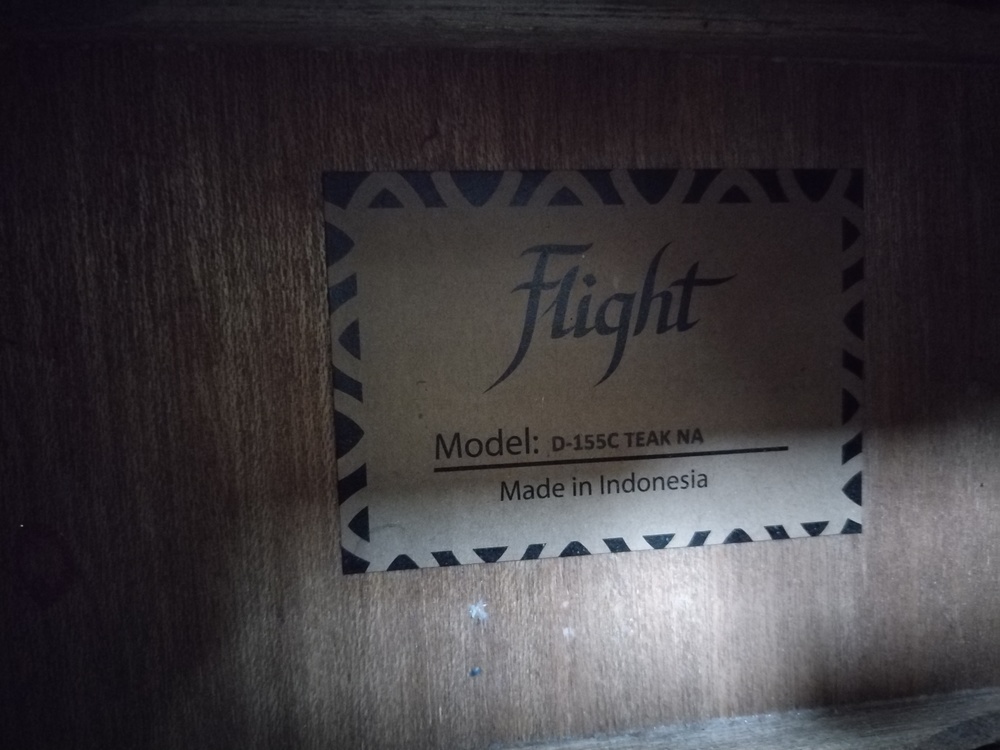 Flight
Model: D-155C TEAK NA
Made in Indonesia